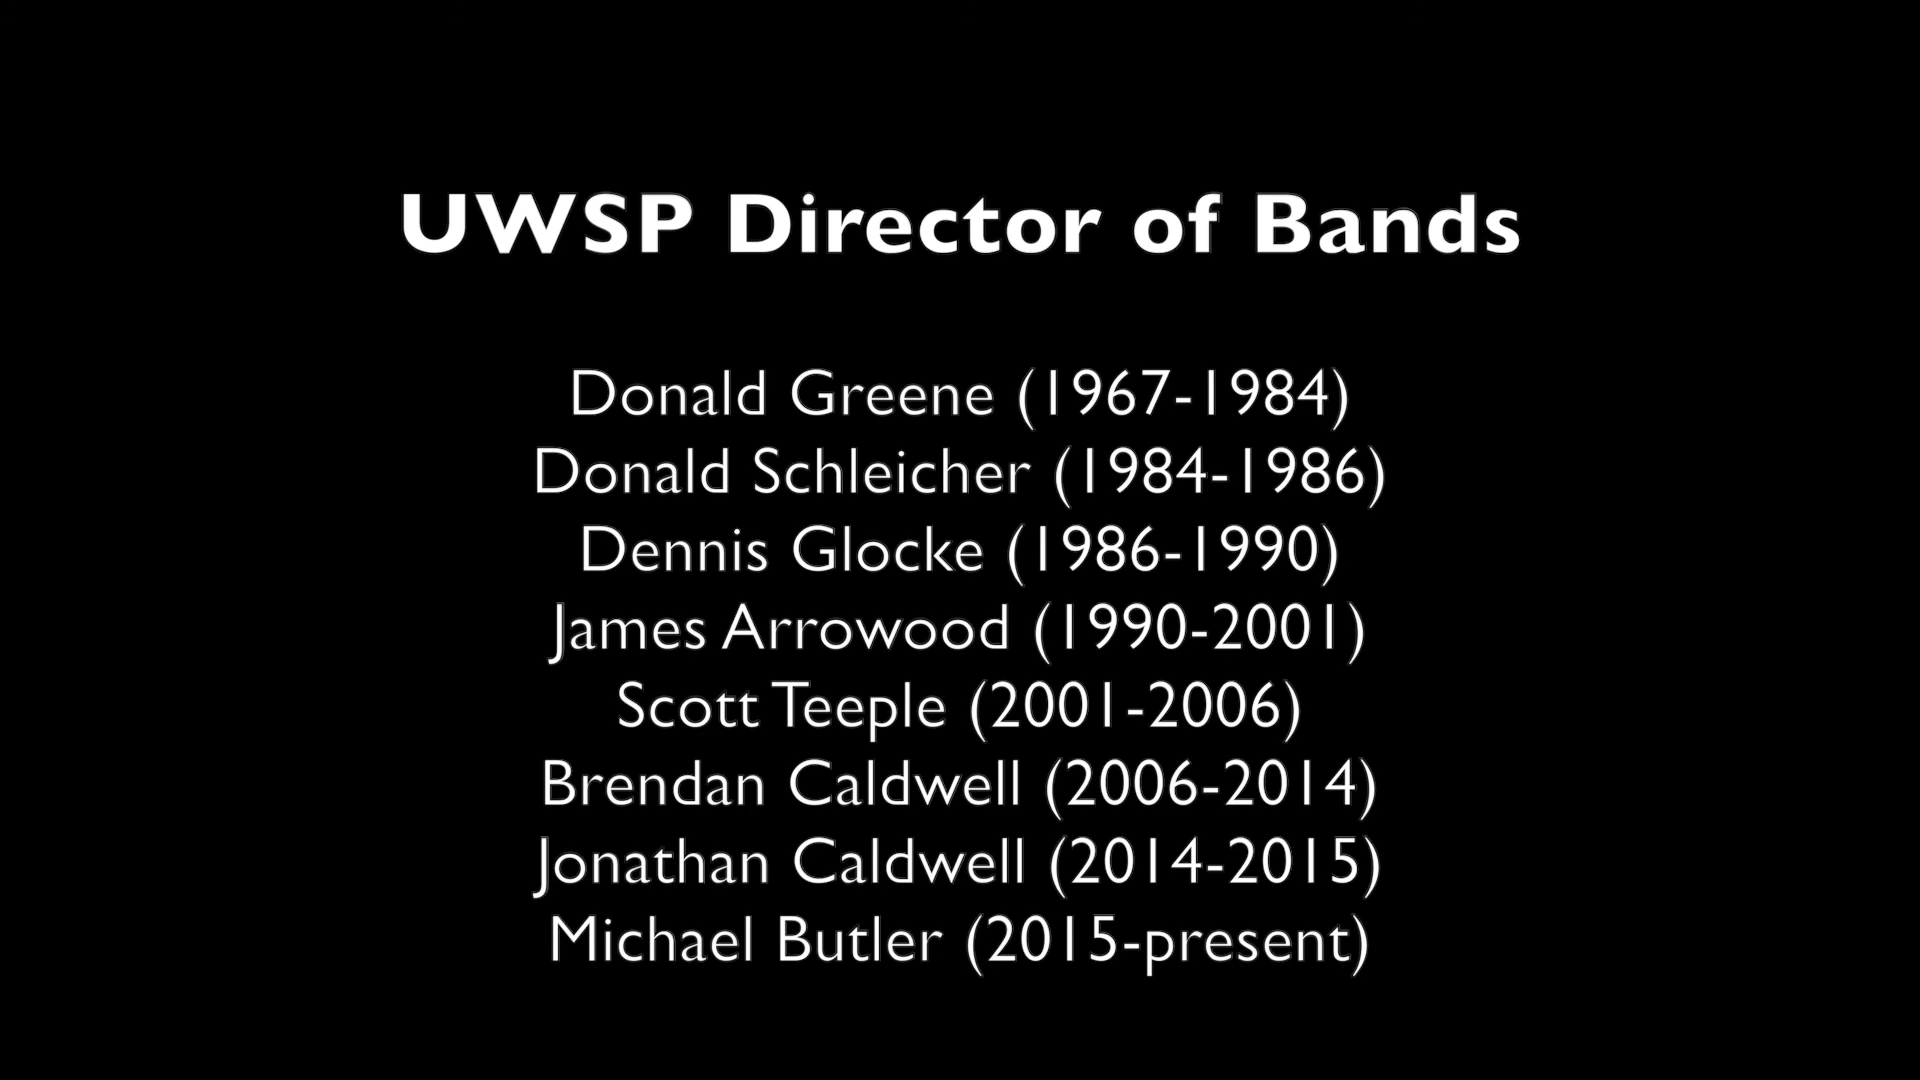 UWSP Director of Bands
Donald Greene (1967-1984)
Donald Schleicher (1984-1986)
Dennis Glocke (1986-1990)
James Arrowood (1990-2001)
Scott Teeple (2001-2006)
Brendan Caldwell (2006-2014)
Jonathan Caldwell (2014-2015)
Michael Butler (2015-present)